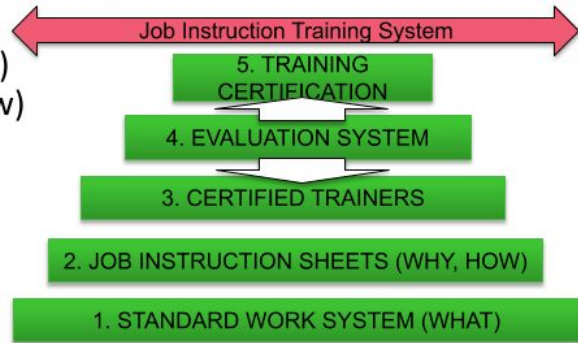 Job Instruction Training System
)
w)
5. TRAINING
CERTIFICATION
4. EVALUATION SYSTEM
3. CERTIFIED TRAINERS
2. JOB INSTRUCTION SHEETS (WHY, HOW)
1. STANDARD WORK SYSTEM (WHAT)